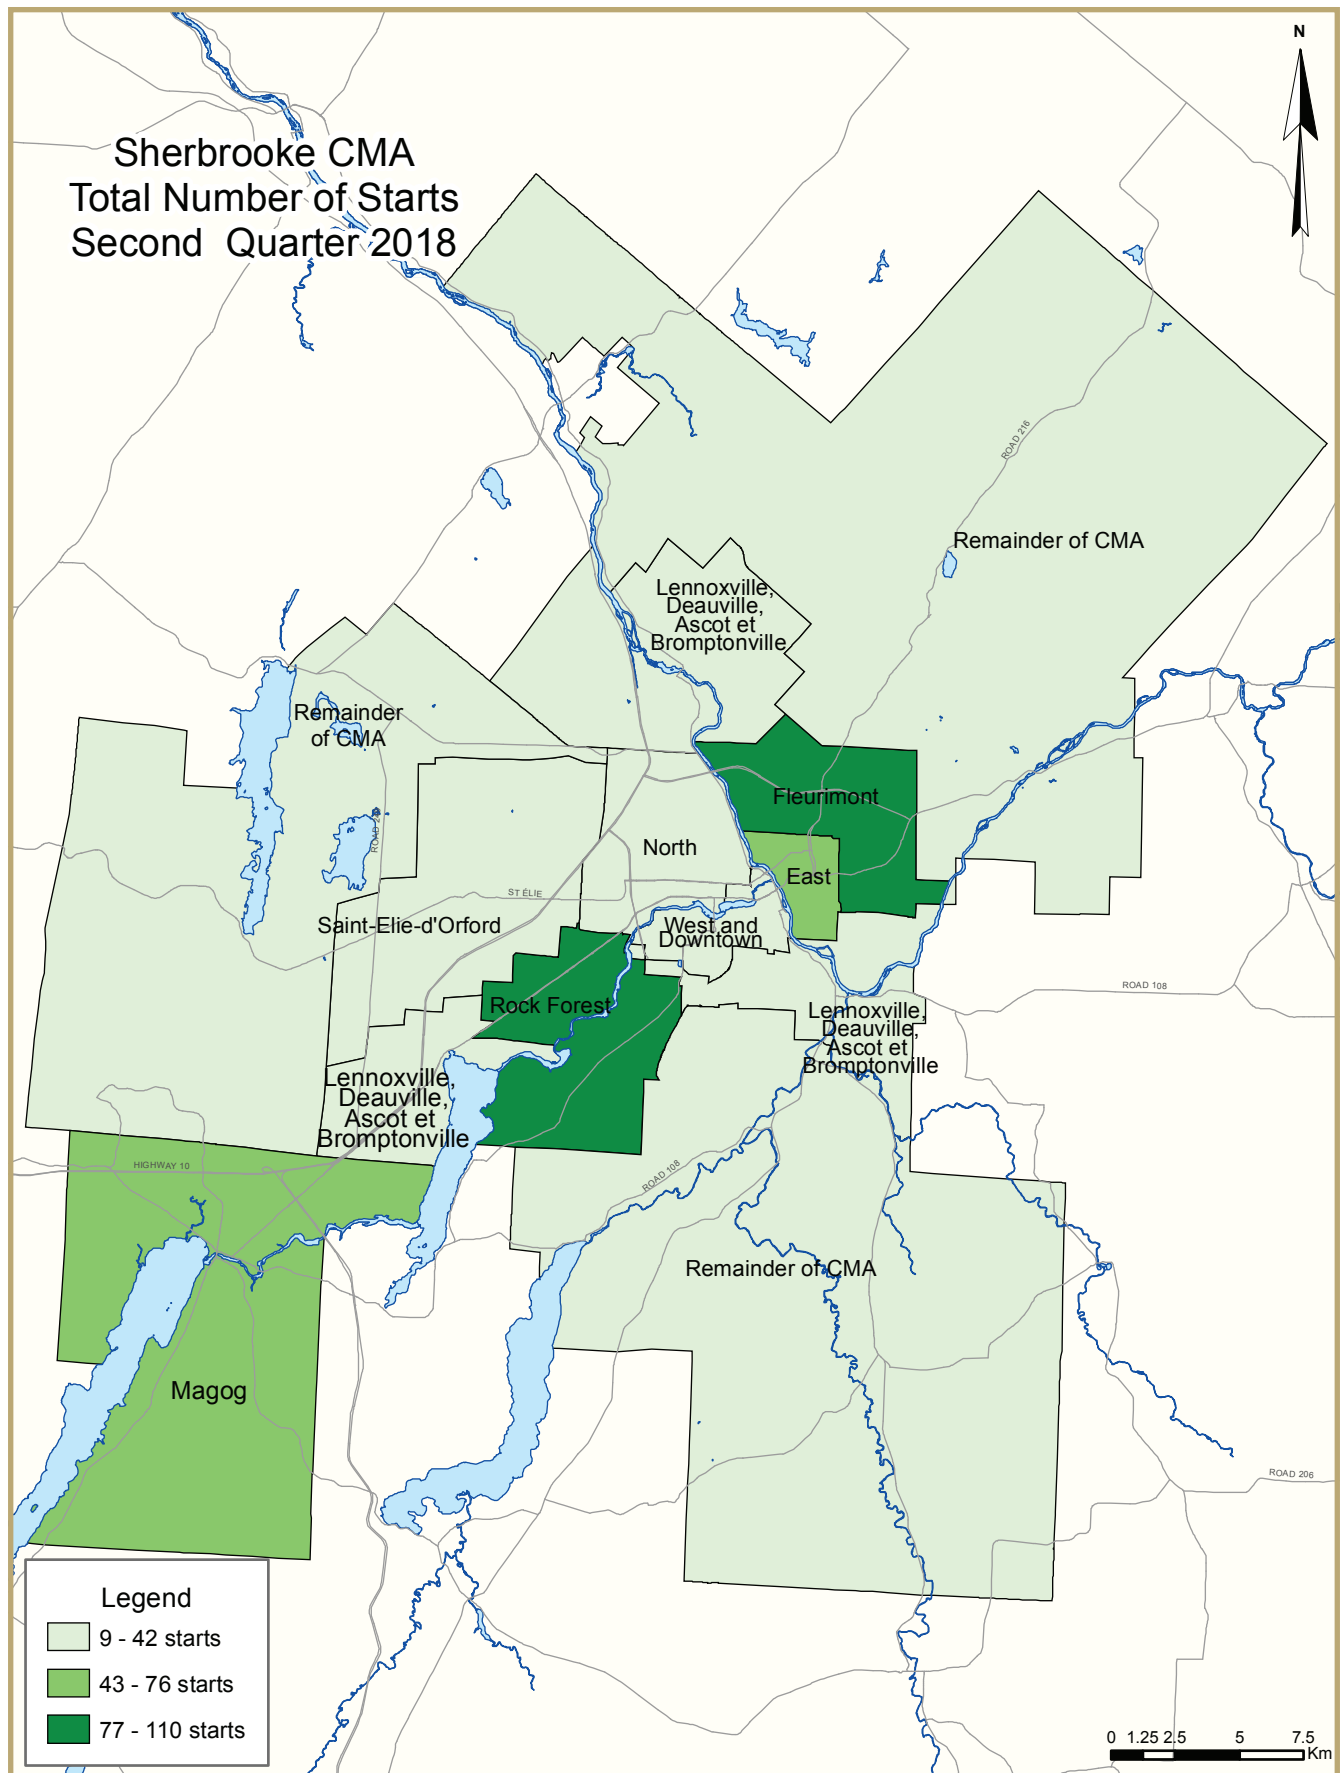 N
Sherbrooke CMA
Total Number of Starts
Second Quarter 2018
ROAD 216
Remainder of CMA
Lennoxville,
Deauville,
Ascot et
Bromptonville
Remainder
of CMA
Fleurimont
ROAD
North
East
ST ÉLIE
Saint-Elie-d'Orford
West and
Downtown
Rock Forest
ROAD 108
Lennoxville,
Deauville,
Ascot et
Bromptonville
Lennoxville,
Deauville,
Ascot et
Bromptonville
HIGHWAY 10
ROAD 108
Remainder of CMA
Magog
ROAD 206
Legend
9 - 42 starts
43 - 76 starts
77 - 110 starts
0 1.25 2.5 5 7.5
Km